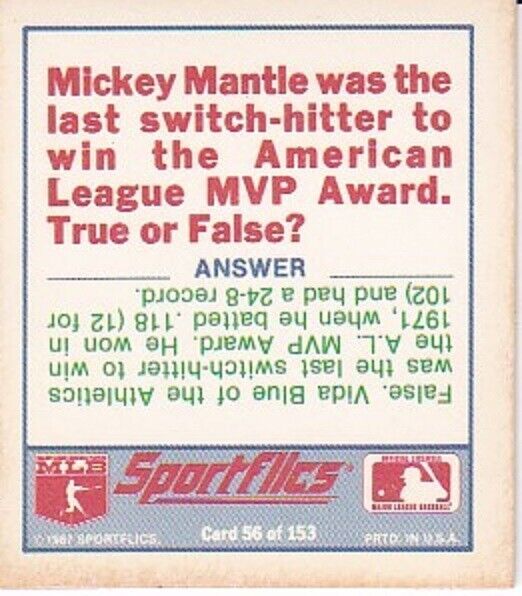 Mickey Mantle was the
last switch-hitter to
win the American
League MVP Award.
True or False?
ANSWER
False. Vida Blue of the Athletics
was the last switch-hitter to win
the A.L. MVP Award. He won in
1971, when he batted .118 (12 for
102) and had a 24-8 record.
MLB
Sportflics
MAJOR LEAGUE BASEBALL
© 1987 SPORTFLICS.
Card 56 of 153
PRTD. IN U.S.A.